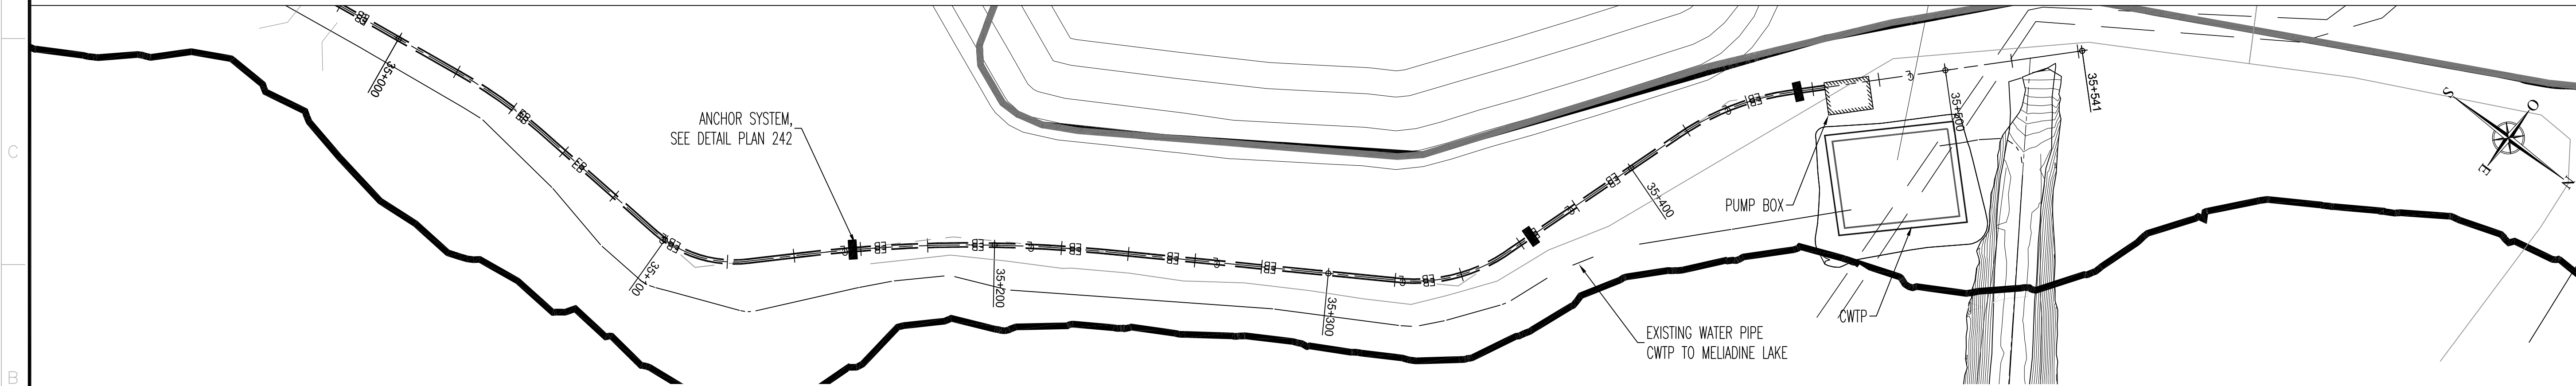 C
B
35+000
ANCHOR SYSTEM,
SEE DETAIL PLAN 242
35+100
35+200
35+300
35+400
PUMP BOX
35+500
35+541
CWTP
EXISTING WATER PIPE
CWTP TO MELIADINE LAKE
S
O
E
N